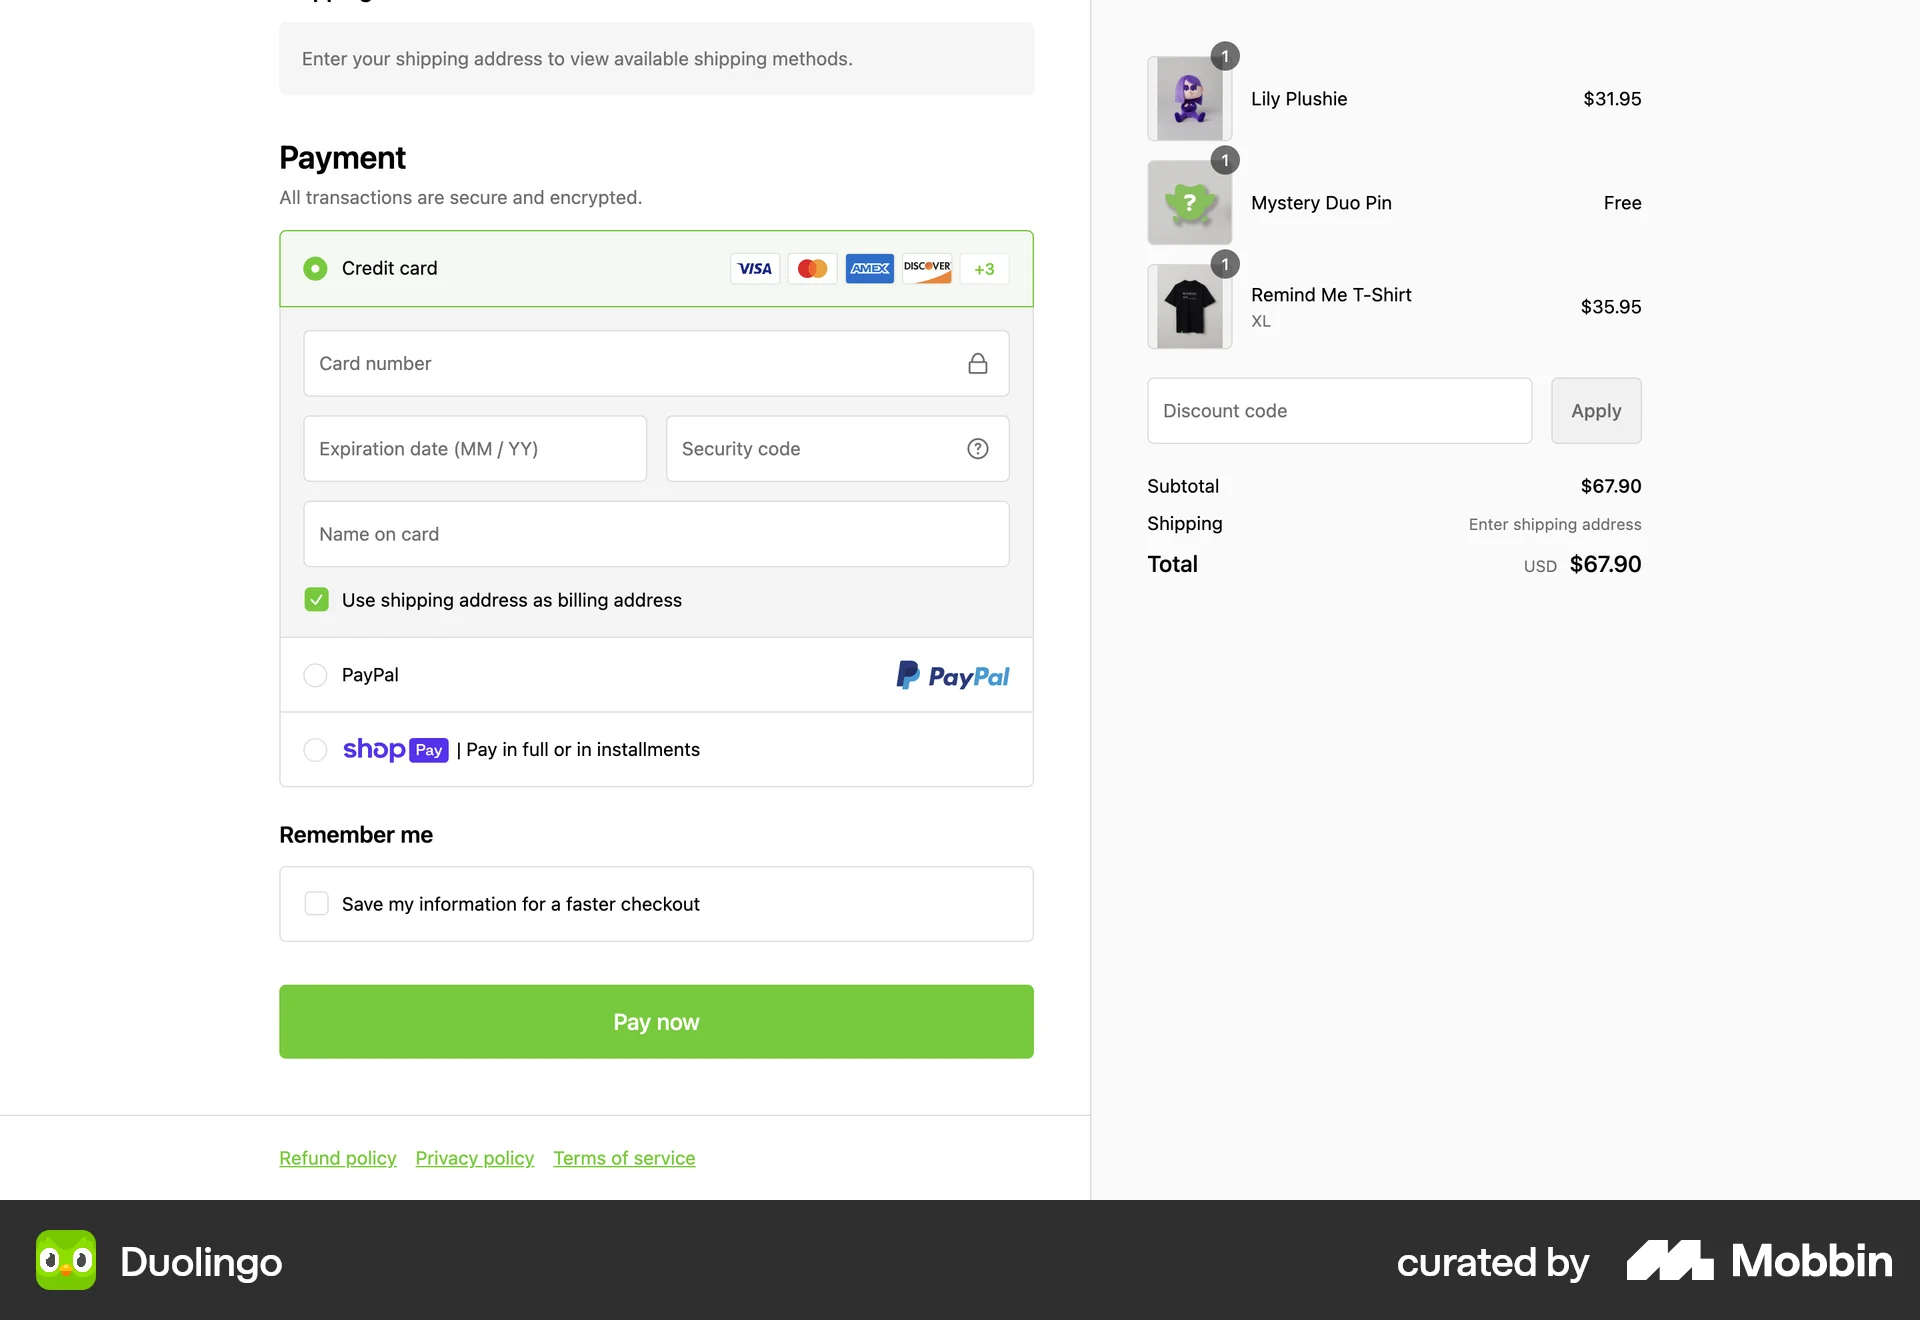 Enter your shipping address to view available shipping methods.
Payment
All transactions are secure and encrypted.
Credit card
VISA
AMEX
DISCOVER
+3
Card number
Expiration date (MM / YY)
Security code
?
Name on card
Use shipping address as billing address
PayPal
PayPal
shop Pay | Pay in full or in installments
Remember me
Save my information for a faster checkout
Pay now
Refund policy Privacy policy Terms of service
1
Lily Plushie $31.95
1
?
Mystery Duo Pin Free
1
Remind Me T-Shirt
XL
$35.95
Discount code Apply
Subtotal $67.90
Shipping Enter shipping address
Total USD $67.90
Duolingo
curated by Mobbin